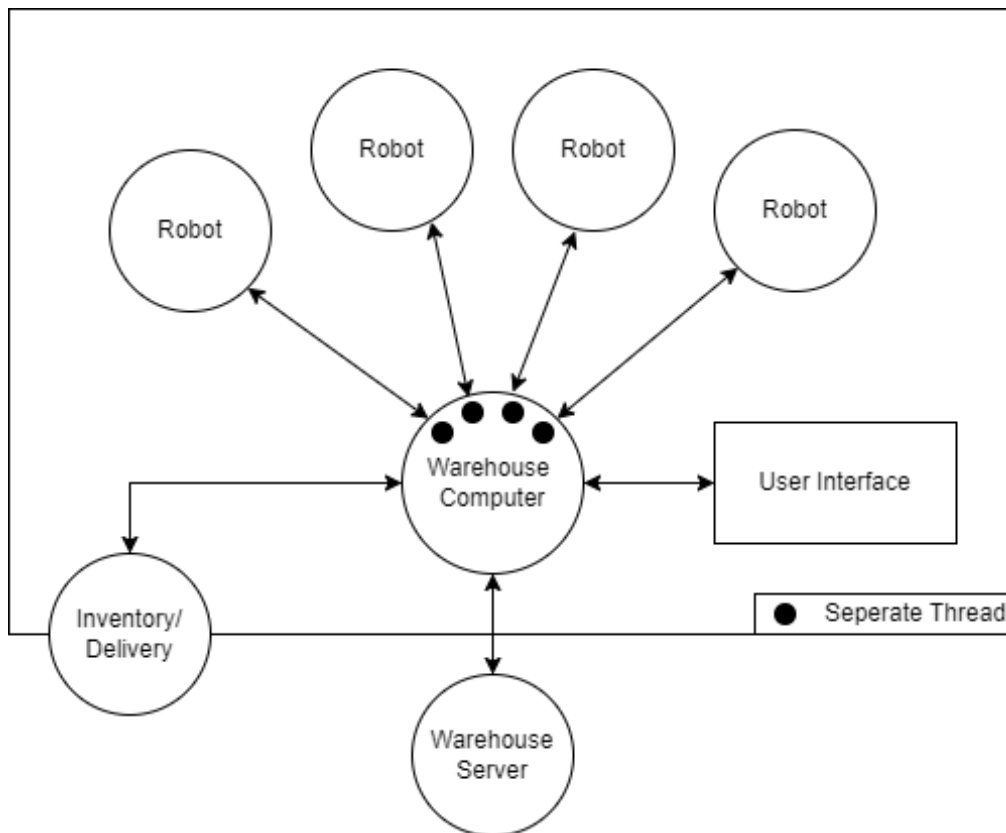 Robot
Robot
Robot
Robot
Warehouse
Computer
User Interface
Inventory/
Delivery
Seperate Thread
Warehouse
Server